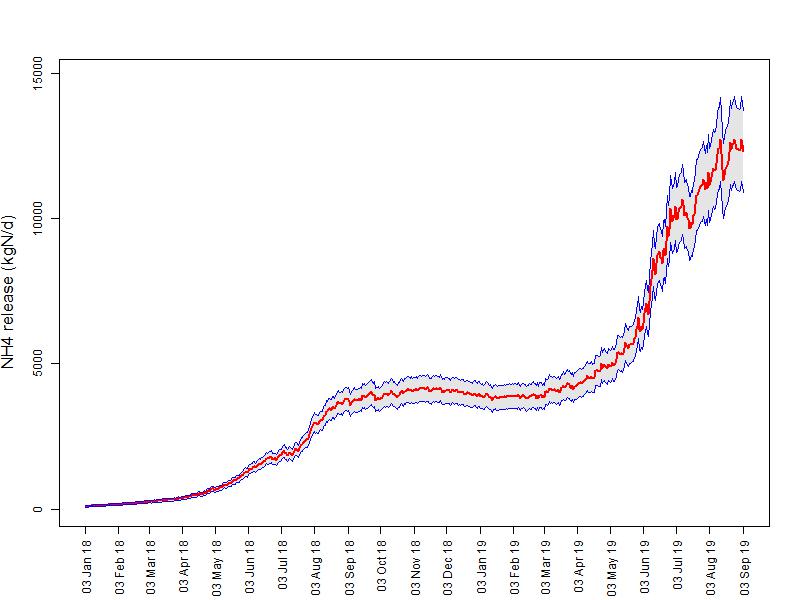 NH4 release (kgN/d)
15000
10000
5000
0
03 Jan 18
03 Feb 18
03 Mar 18
03 Apr 18
03 May 18
03 Jun 18
03 Jul 18
03 Aug 18
03 Sep 18
03 Oct 18
03 Nov 18
03 Dec 18
03 Jan 19
03 Feb 19
03 Mar 19
03 Apr 19
03 May 19
03 Jun 19
03 Jul 19
03 Aug 19
03 Sep 19